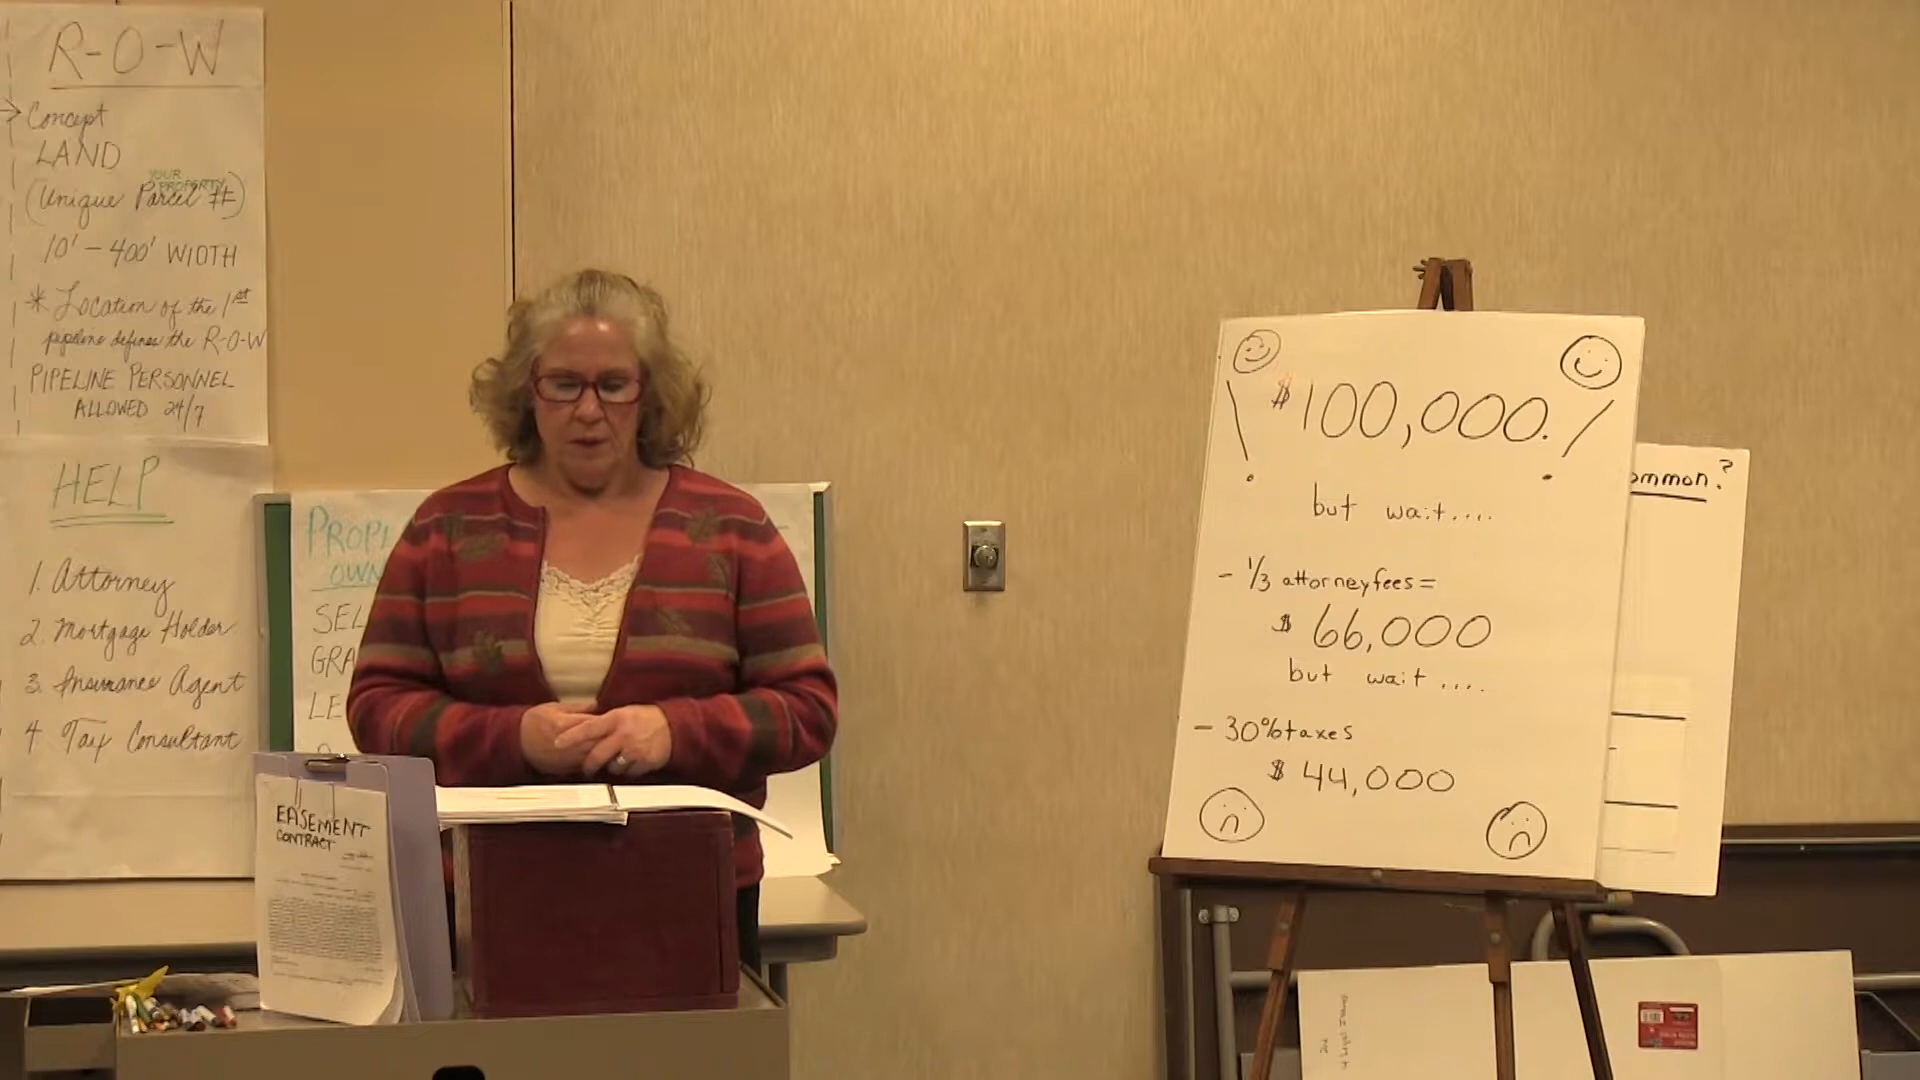 R-O-W
→ Concept
LAND
YOUR
PROPERTY
(Unique Parcel #)
10' - 400' WIDTH
* Location of the 1st
pipeline defines the R-O-W
PIPELINE PERSONNEL
ALLOWED 24/7
HELP
1. Attorney
2. Mortgage Holder
3. Insurance Agent
4 Tax Consultant
PROPE
OWN
SEL
GRA
LE
EASEMENT
CONTRACT
$100,000.
but wait....
- 1/3 attorney fees =
$ 66,000
but wait....
- 30% taxes
$ 44,000
ommon?